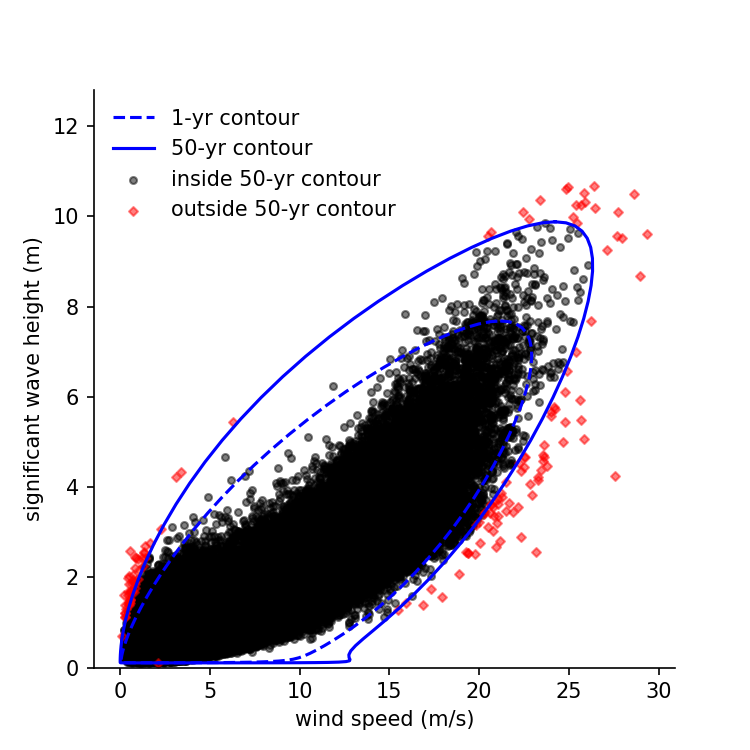 1-yr contour
50-yr contour
inside 50-yr contour
outside 50-yr contour
significant wave height (m)
12
10
8
6
4
2
0
0 5 10 15 20 25 30
wind speed (m/s)